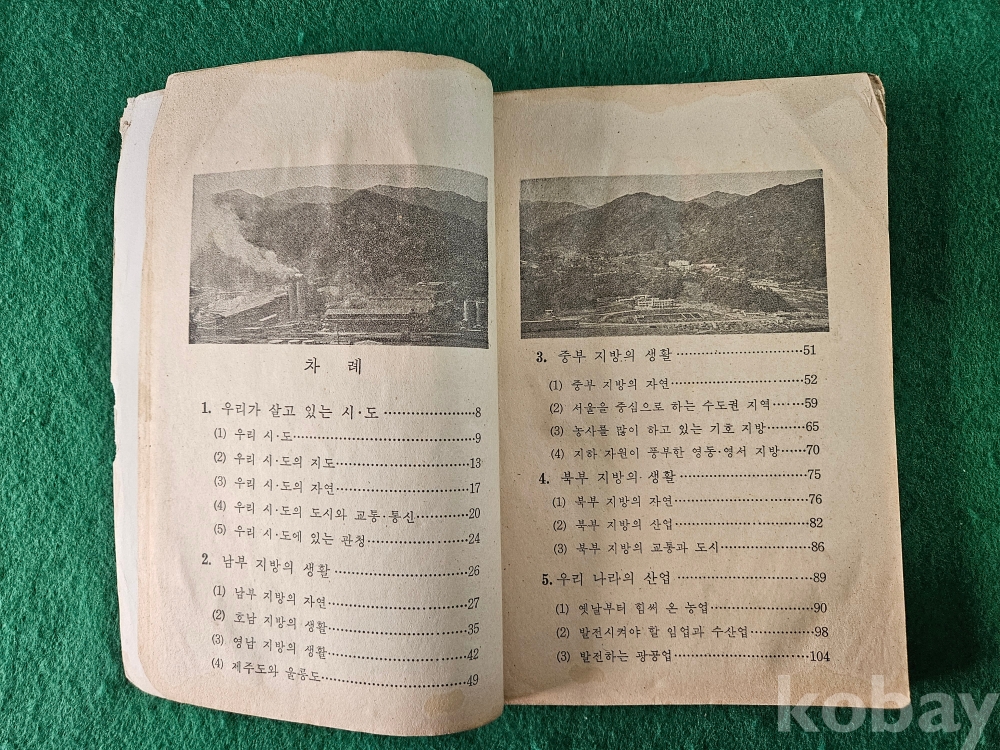 차 례
1. 우리가 살고 있는 시·도 ……………8
(1) 우리 시·도……………………9
(2) 우리 시·도의 지도……………13
(3) 우리 시·도의 자연……………17
(4) 우리 시·도의 도시와 교통·통신……20
(5) 우리 시·도에 있는 관청…………24
2. 남부 지방의 생활 ………………26
(1) 남부 지방의 자연………………27
(2) 호남 지방의 생활………………35
(3) 영남 지방의 생활………………42
(4) 제주도와 울릉도………………49
3. 중부 지방의 생활 ………………51
(1) 중부 지방의 자연 ……………52
(2) 서울을 중심으로 하는 수도권 지역……59
(3) 농사를 많이 하고 있는 기호 지방……65
(4) 지하 자원이 풍부한 영동·영서 지방……70
4. 북부 지방의 생활 ………………75
(1) 북부 지방의 자연 ……………76
(2) 북부 지방의 산업 ……………82
(3) 북부 지방의 교통과 도시 …………86
5. 우리 나라의 산업 ………………89
(1) 옛날부터 힘써 온 농업 …………90
(2) 발전시켜야 할 임업과 수산업…………98
(3) 발전하는 광공업 ………………104
kobay